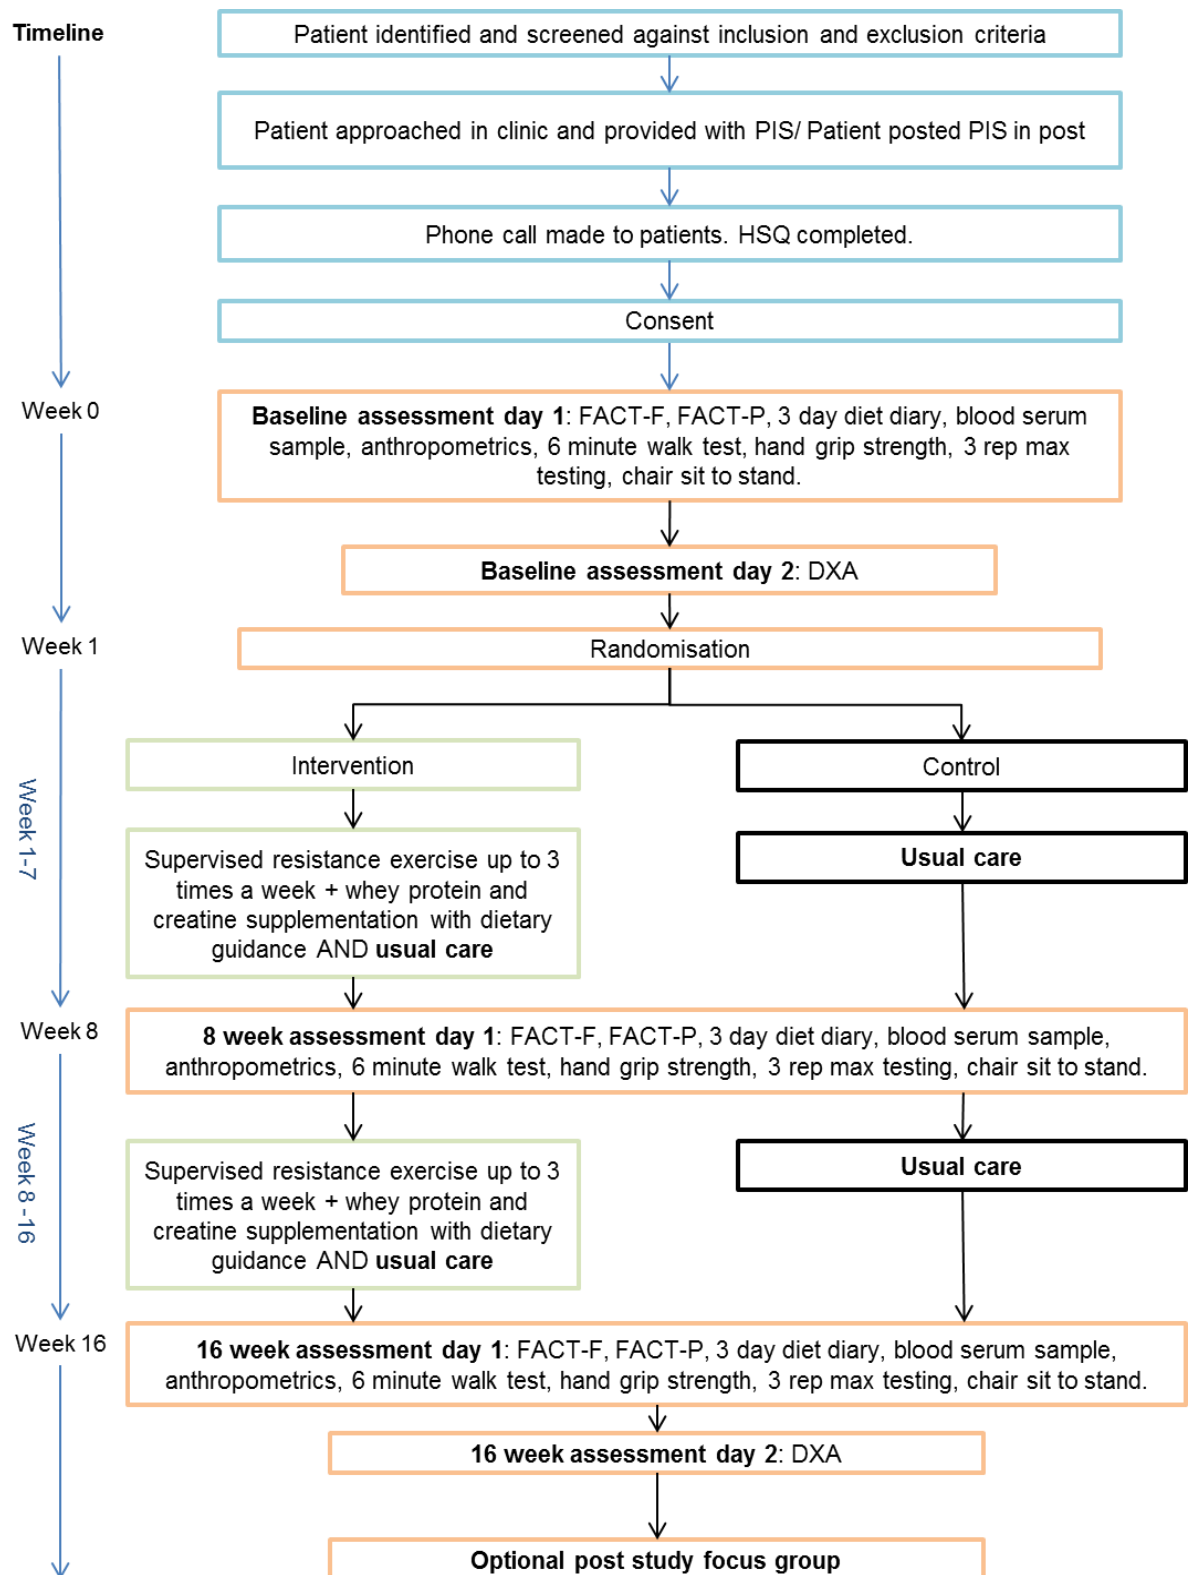 Timeline
Patient identified and screened against inclusion and exclusion criteria
Patient approached in clinic and provided with PIS/ Patient posted PIS in post
Phone call made to patients. HSQ completed.
Consent
Week 0
Baseline assessment day 1: FACT-F, FACT-P, 3 day diet diary, blood serum
sample, anthropometrics, 6 minute walk test, hand grip strength, 3 rep max
testing, chair sit to stand.
Baseline assessment day 2: DXA
Week 1
Randomisation
Intervention
Control
Week 1-7
Supervised resistance exercise up to 3
times a week + whey protein and
creatine supplementation with dietary
guidance AND usual care
Usual care
Week 8
8 week assessment day 1: FACT-F, FACT-P, 3 day diet diary, blood serum sample,
anthropometrics, 6 minute walk test, hand grip strength, 3 rep max testing, chair sit to stand.
Week 8 -16
Supervised resistance exercise up to 3
times a week + whey protein and
creatine supplementation with dietary
guidance AND usual care
Usual care
Week 16
16 week assessment day 1: FACT-F, FACT-P, 3 day diet diary, blood serum sample,
anthropometrics, 6 minute walk test, hand grip strength, 3 rep max testing, chair sit to stand.
16 week assessment day 2: DXA
Optional post study focus group